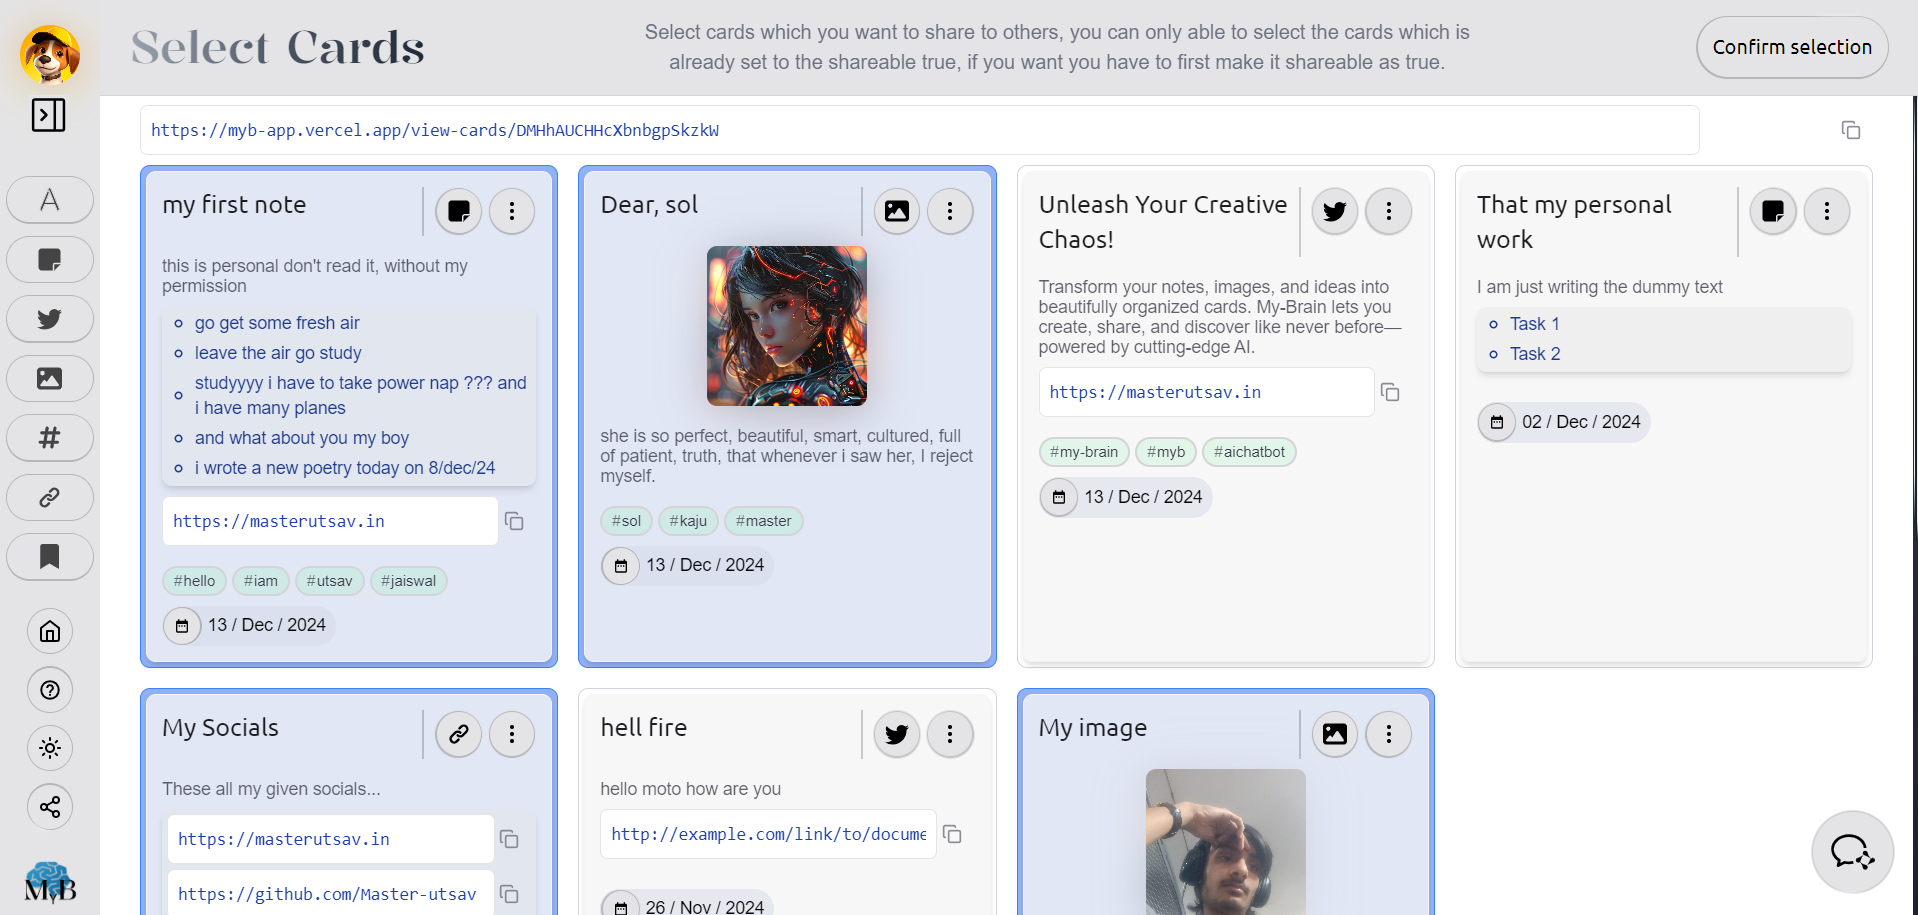 Select Cards
Select cards which you want to share to others, you can only able to select the cards which is
already set to the shareable true, if you want you have to first make it shareable as true.
Confirm selection
https://myb-app.vercel.app/view-cards/DMHhAUCHHcXbnbgpSkzkW
my first note
this is personal don't read it, without my
permission
go get some fresh air
leave the air go study
studyyyy i have to take power nap ??? and
i have many planes
and what about you my boy
i wrote a new poetry today on 8/dec/24
https://masterutsav.in
#hello #iam #utsav #jaiswal
13 / Dec / 2024
Dear, sol
she is so perfect, beautiful, smart, cultured, full
of patient, truth, that whenever i saw her, I reject
myself.
#sol #kaju #master
13 / Dec / 2024
Unleash Your Creative
Chaos!
Transform your notes, images, and ideas into
beautifully organized cards. My-Brain lets you
create, share, and discover like never before—
powered by cutting-edge AI.
https://masterutsav.in
#my-brain #myb #aichatbot
13 / Dec / 2024
That my personal
work
I am just writing the dummy text
Task 1
Task 2
02 / Dec / 2024
My Socials
These all my given socials...
https://masterutsav.in
https://github.com/Master-utsav
hell fire
hello moto how are you
http://example.com/link/to/docume
26 / Nov / 2024
My image
A
#
MyB